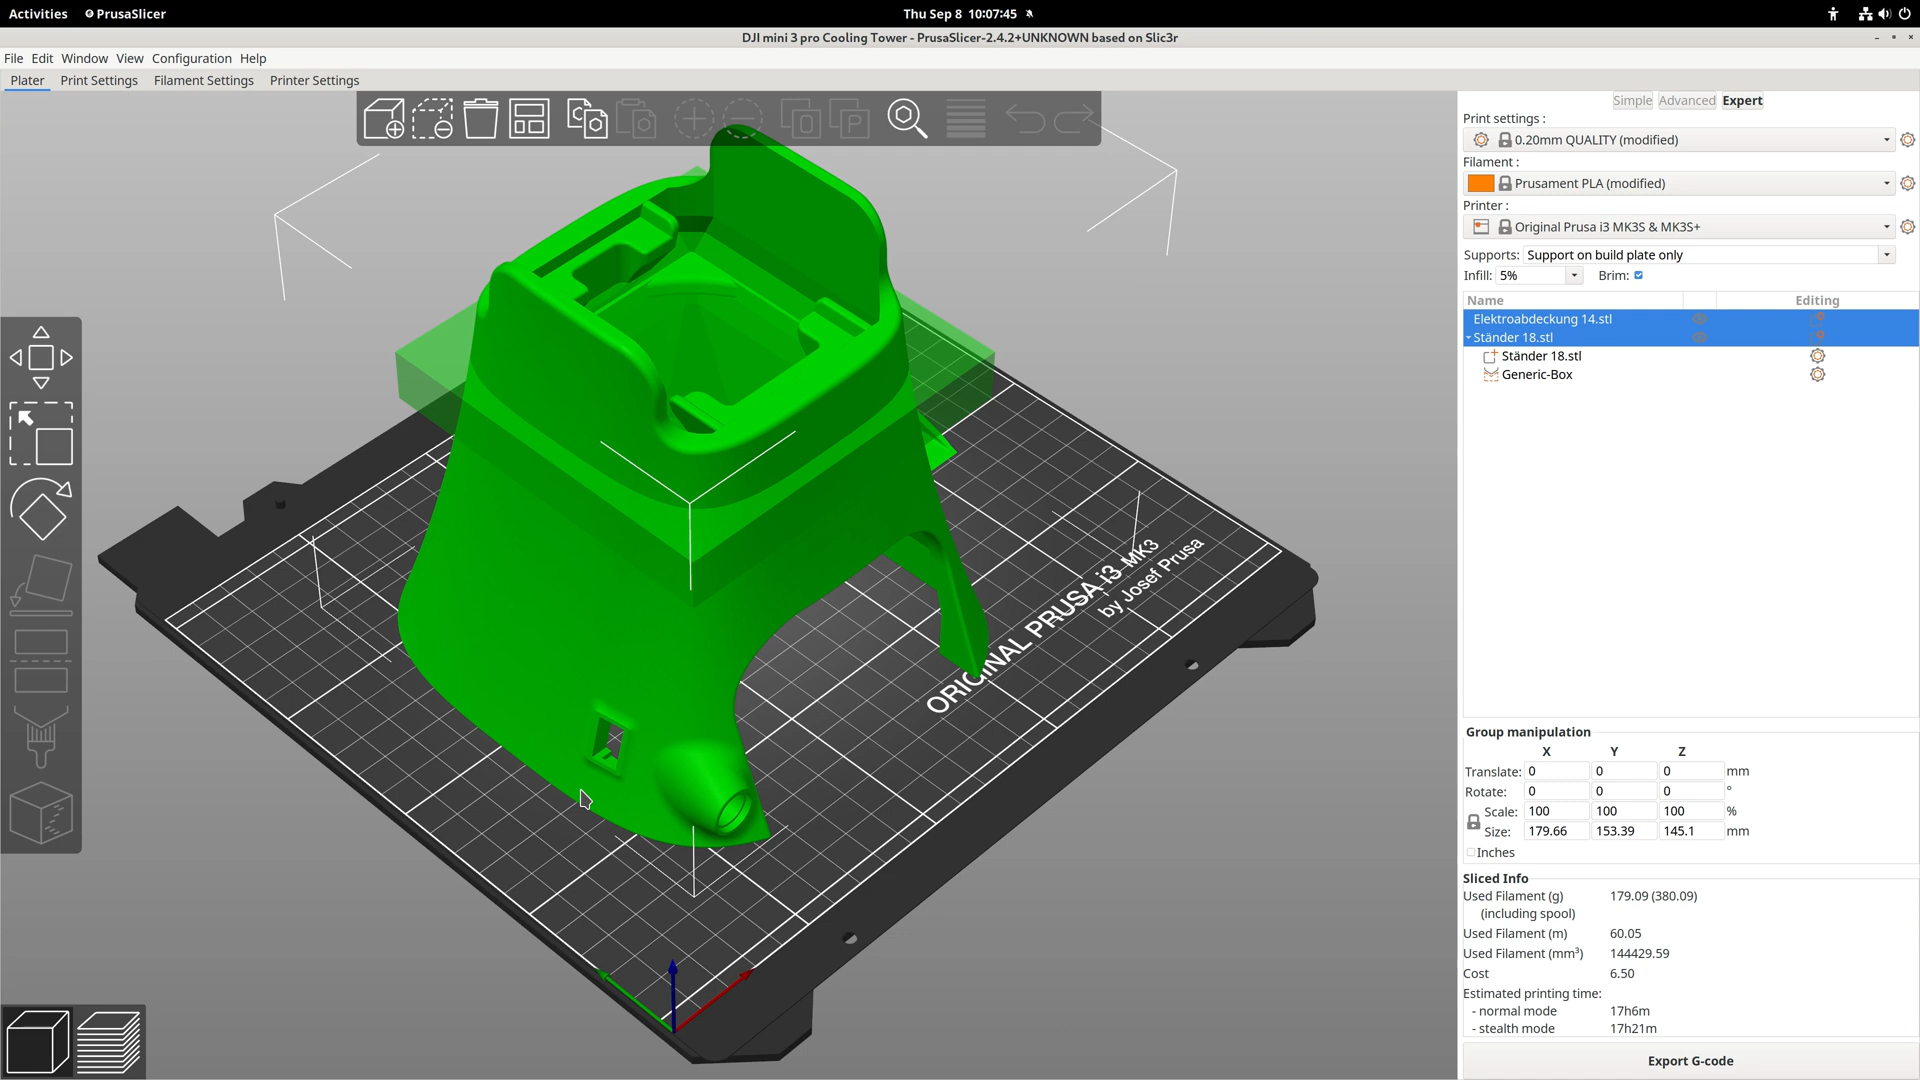 Activities PrusaSlicer Thu Sep 8 10:07:45
DJI mini 3 pro Cooling Tower - PrusaSlicer-2.4.2+UNKNOWN based on Slic3r
File Edit Window View Configuration Help
Plater Print Settings Filament Settings Printer Settings
Simple Advanced Expert
Print settings :
0.20mm QUALITY (modified)
Filament :
Prusament PLA (modified)
Printer :
Original Prusa i3 MK3S & MK3S+
Supports: Support on build plate only
Infill: 5% Brim:
Name Editing
Elektroabdeckung 14.stl
Ständer 18.stl
Ständer 18.stl
Generic-Box
ORIGINAL PRUSA i3 MK3
by Josef Prusa
Group manipulation
X Y Z
Translate: 0 0 0 mm
Rotate: 0 0 0 °
Scale: 100 100 100 %
Size: 179.66 153.39 145.1 mm
Inches
Sliced Info
Used Filament (g) 179.09 (380.09)
(including spool)
Used Filament (m) 60.05
Used Filament (mm³) 144429.59
Cost 6.50
Estimated printing time:
- normal mode 17h6m
- stealth mode 17h21m
Export G-code